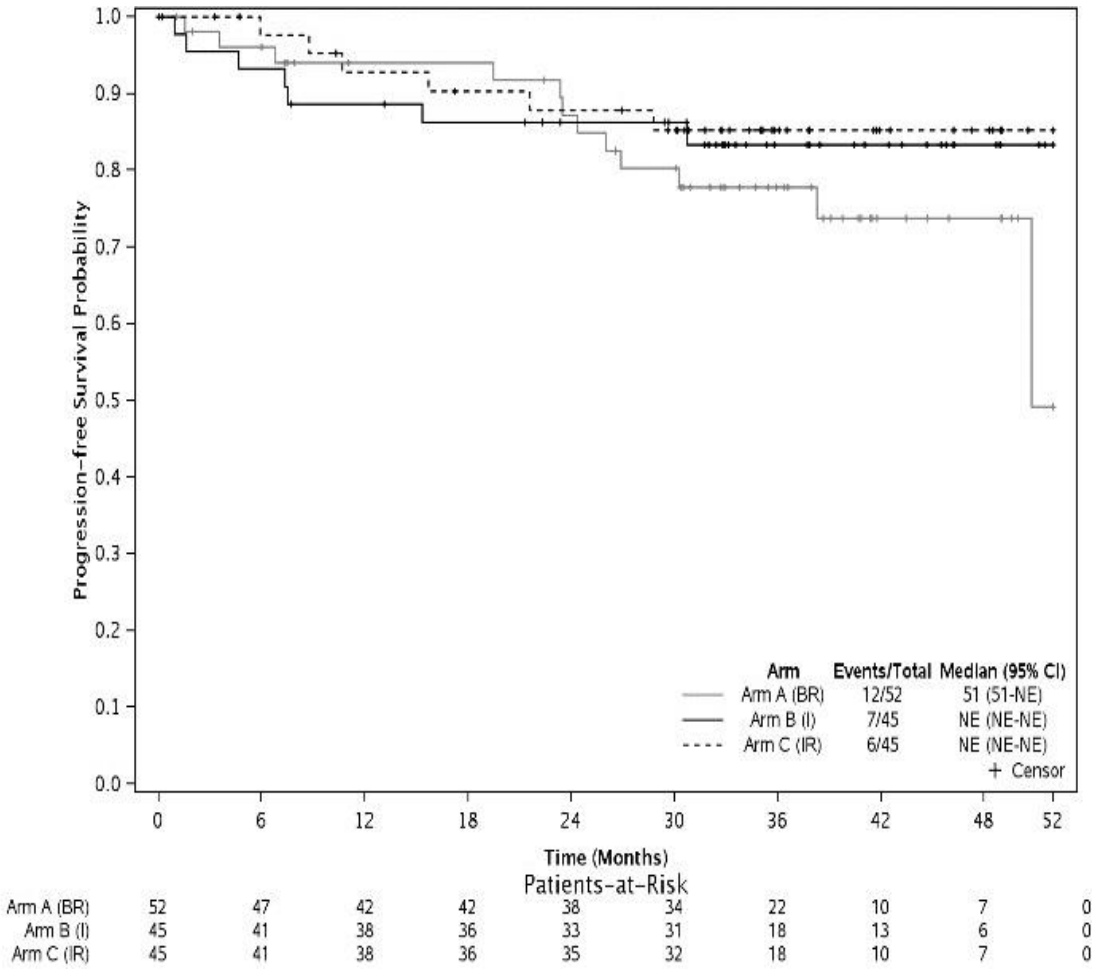 Progression-free Survival Probability
1.0
0.9
0.8
0.7
0.6
0.5
0.4
0.3
0.2
0.1
0.0
Arm Events/Total Median (95% CI)
Arm A (BR) 12/52 51 (51-NE)
Arm B (I) 7/45 NE (NE-NE)
Arm C (IR) 6/45 NE (NE-NE)
+ Censor
0 6 12 18 24 30 36 42 48 52
Time (Months)
Patients-at-Risk
Arm A (BR) 52 47 42 42 38 34 22 10 7 0
Arm B (I) 45 41 38 36 33 31 18 13 6 0
Arm C (IR) 45 41 38 36 35 32 18 10 7 0